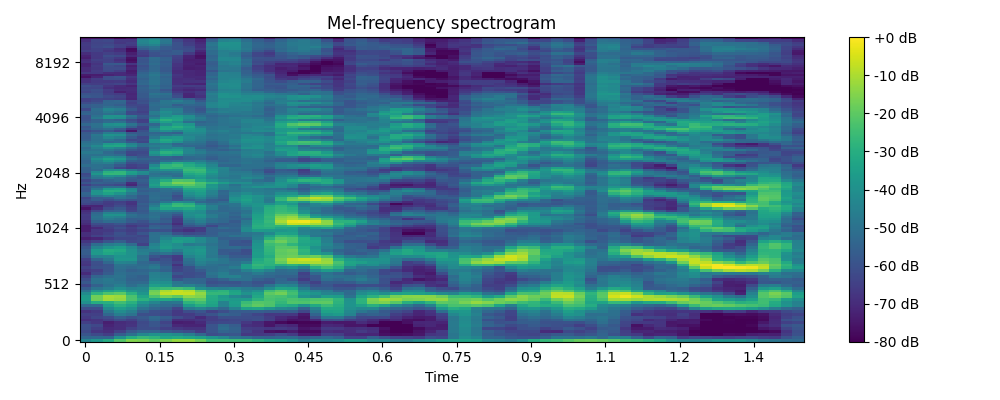 Mel-frequency spectrogram
Hz
8192
4096
2048
1024
512
0
0 0.15 0.3 0.45 0.6 0.75 0.9 1.1 1.2 1.4
Time
+0 dB
-10 dB
-20 dB
-30 dB
-40 dB
-50 dB
-60 dB
-70 dB
-80 dB